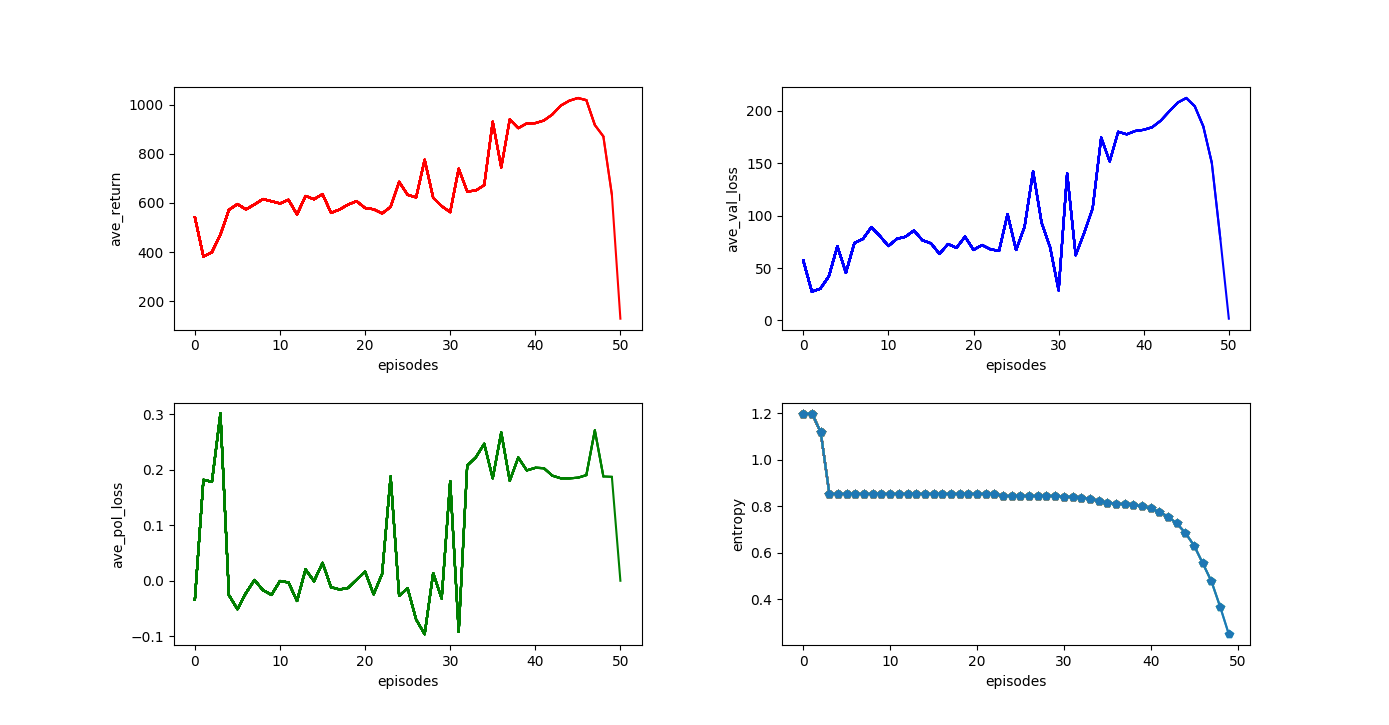 1000
800
600
400
200
ave_return
0 10 20 30 40 50
episodes
200
150
100
50
0
ave_val_loss
0 10 20 30 40 50
episodes
0.3
0.2
0.1
0.0
−0.1
ave_pol_loss
0 10 20 30 40 50
episodes
1.2
1.0
0.8
0.6
0.4
entropy
0 10 20 30 40 50
episodes